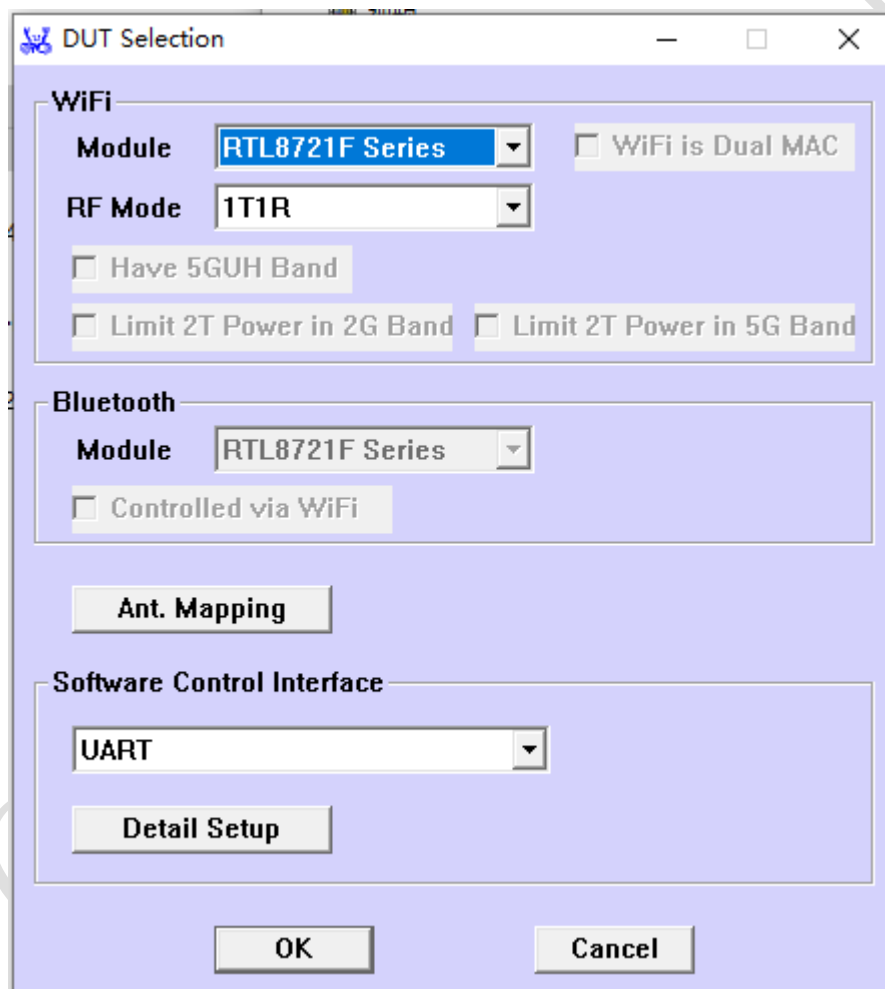 DUT Selection
WiFi
Module RTL8721F Series WiFi is Dual MAC
RF Mode 1T1R
Have 5GUH Band
Limit 2T Power in 2G Band Limit 2T Power in 5G Band
Bluetooth
Module RTL8721F Series
Controlled via WiFi
Ant. Mapping
Software Control Interface
UART
Detail Setup
OK Cancel